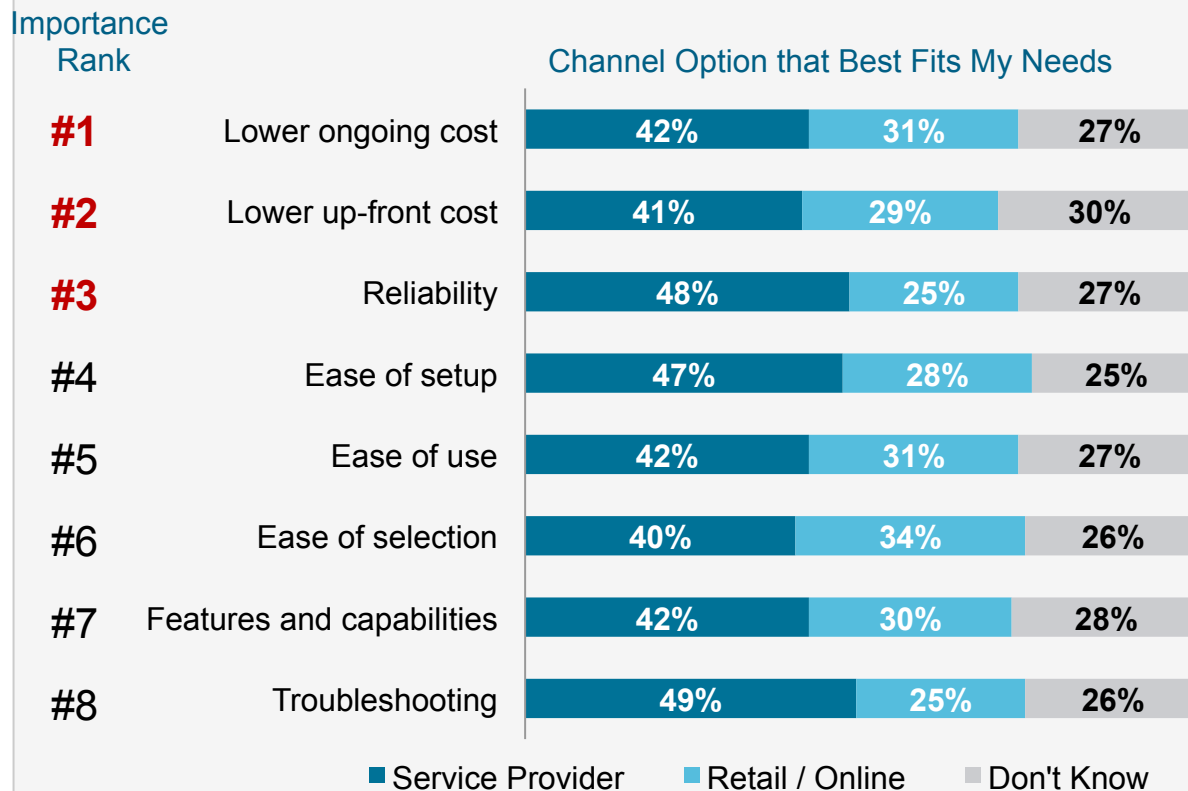 Importance
Rank
Channel Option that Best Fits My Needs
#1 Lower ongoing cost 42% 31% 27%
#2 Lower up-front cost 41% 29% 30%
#3 Reliability 48% 25% 27%
#4 Ease of setup 47% 28% 25%
#5 Ease of use 42% 31% 27%
#6 Ease of selection 40% 34% 26%
#7 Features and capabilities 42% 30% 28%
#8 Troubleshooting 49% 25% 26%
Service Provider Retail / Online Don't Know